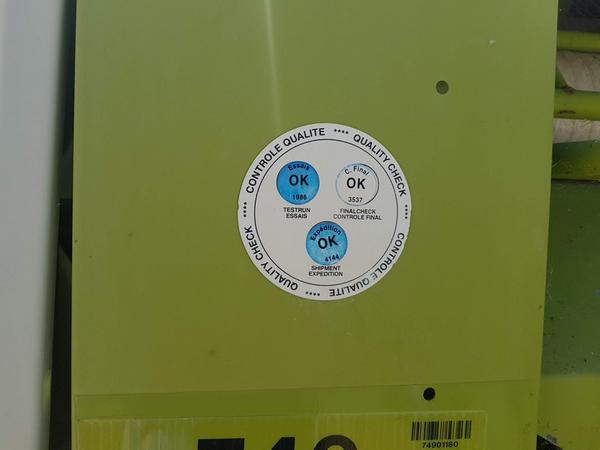 CONTROLE QUALITE **** QUALITY CHECK
**** CONTROLE QUALITE **** QUALITY CHECK ****
Essais
OK
1986
TESTRUN
ESSAIS
C. Final
OK
3537
FINALCHECK
CONTROLE FINAL
Expédition
OK
4144
SHIPMENT
EXPEDITION
74901180